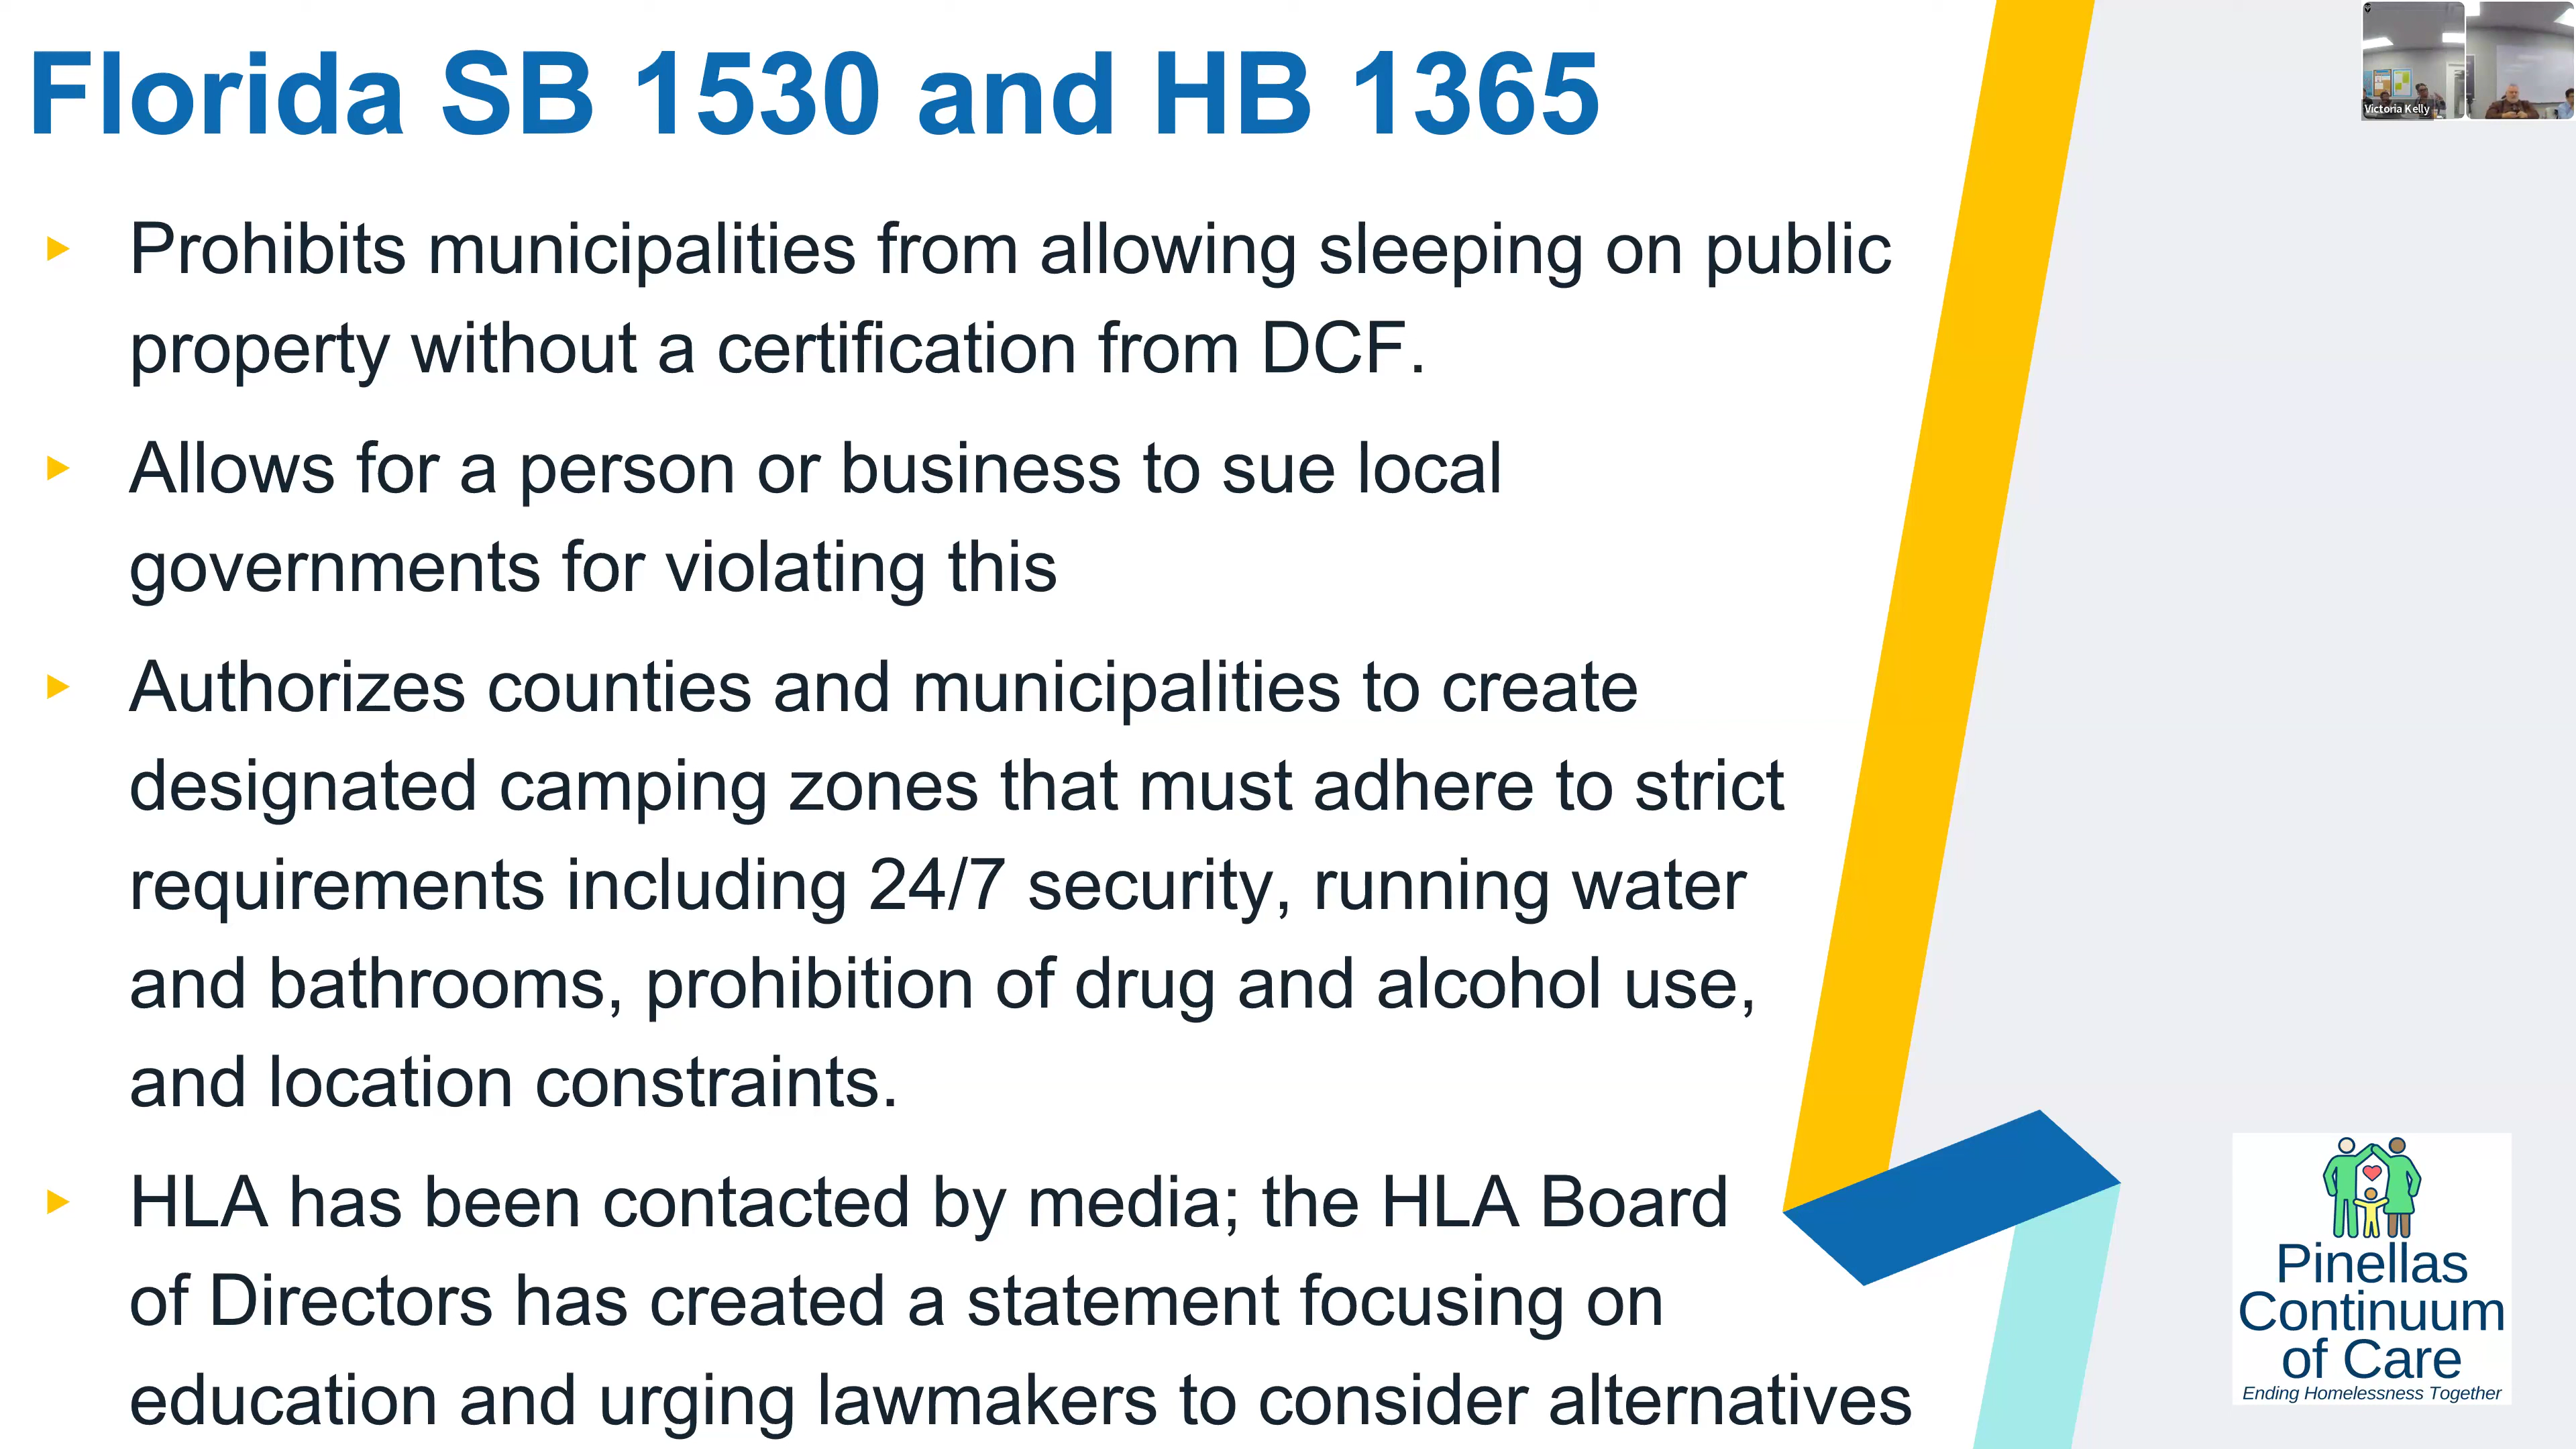 Florida SB 1530 and HB 1365
Prohibits municipalities from allowing sleeping on public
property without a certification from DCF.
Allows for a person or business to sue local
governments for violating this
Authorizes counties and municipalities to create
designated camping zones that must adhere to strict
requirements including 24/7 security, running water
and bathrooms, prohibition of drug and alcohol use,
and location constraints.
HLA has been contacted by media; the HLA Board
of Directors has created a statement focusing on
education and urging lawmakers to consider alternatives
Victoria Kelly
Pinellas
Continuum
of Care
Ending Homelessness Together